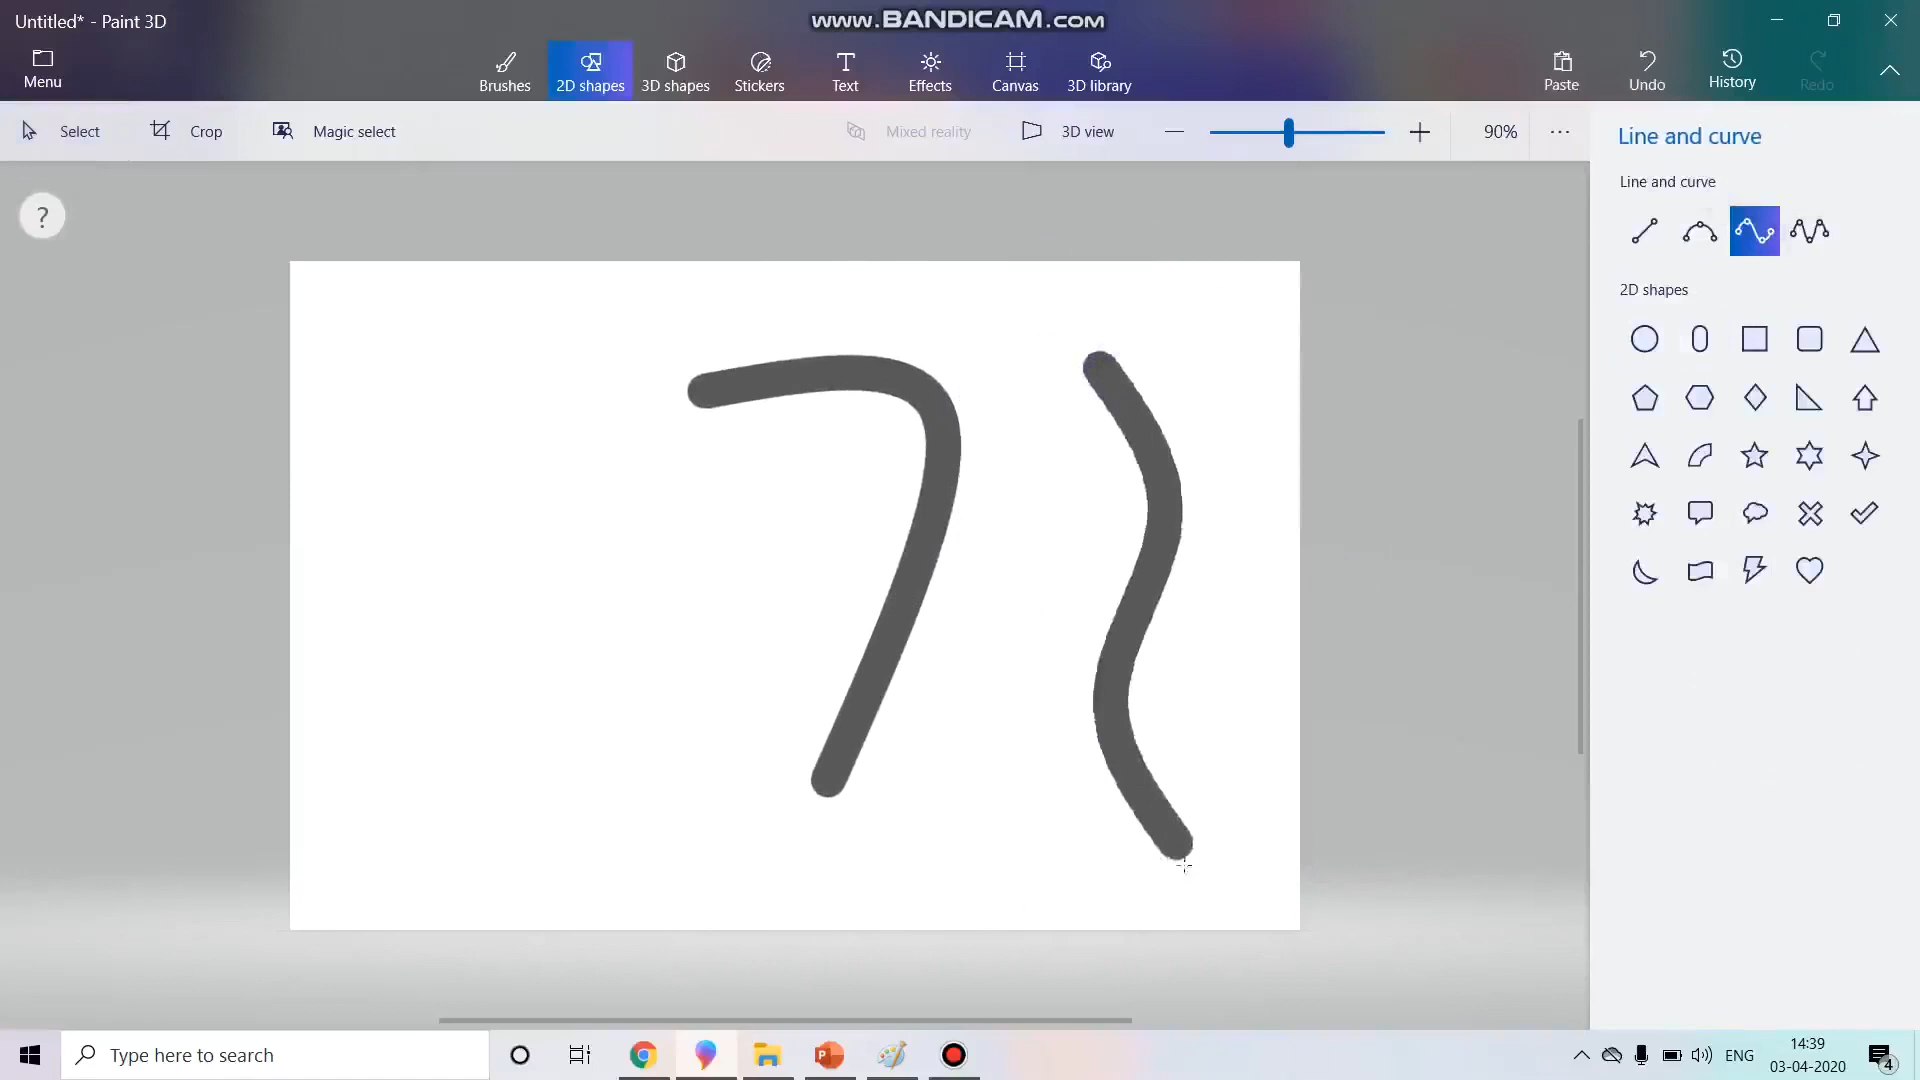 Untitled* - Paint 3D
www.BANDICAM.com
Menu
Brushes
2D shapes
3D shapes
Stickers
Text
Effects
Canvas
3D library
Paste
Undo
History
Redo
Select
Crop
Magic select
Mixed reality
3D view
90%
Line and curve
Line and curve
?
2D shapes
Type here to search
ENG
14:39
03-04-2020
4